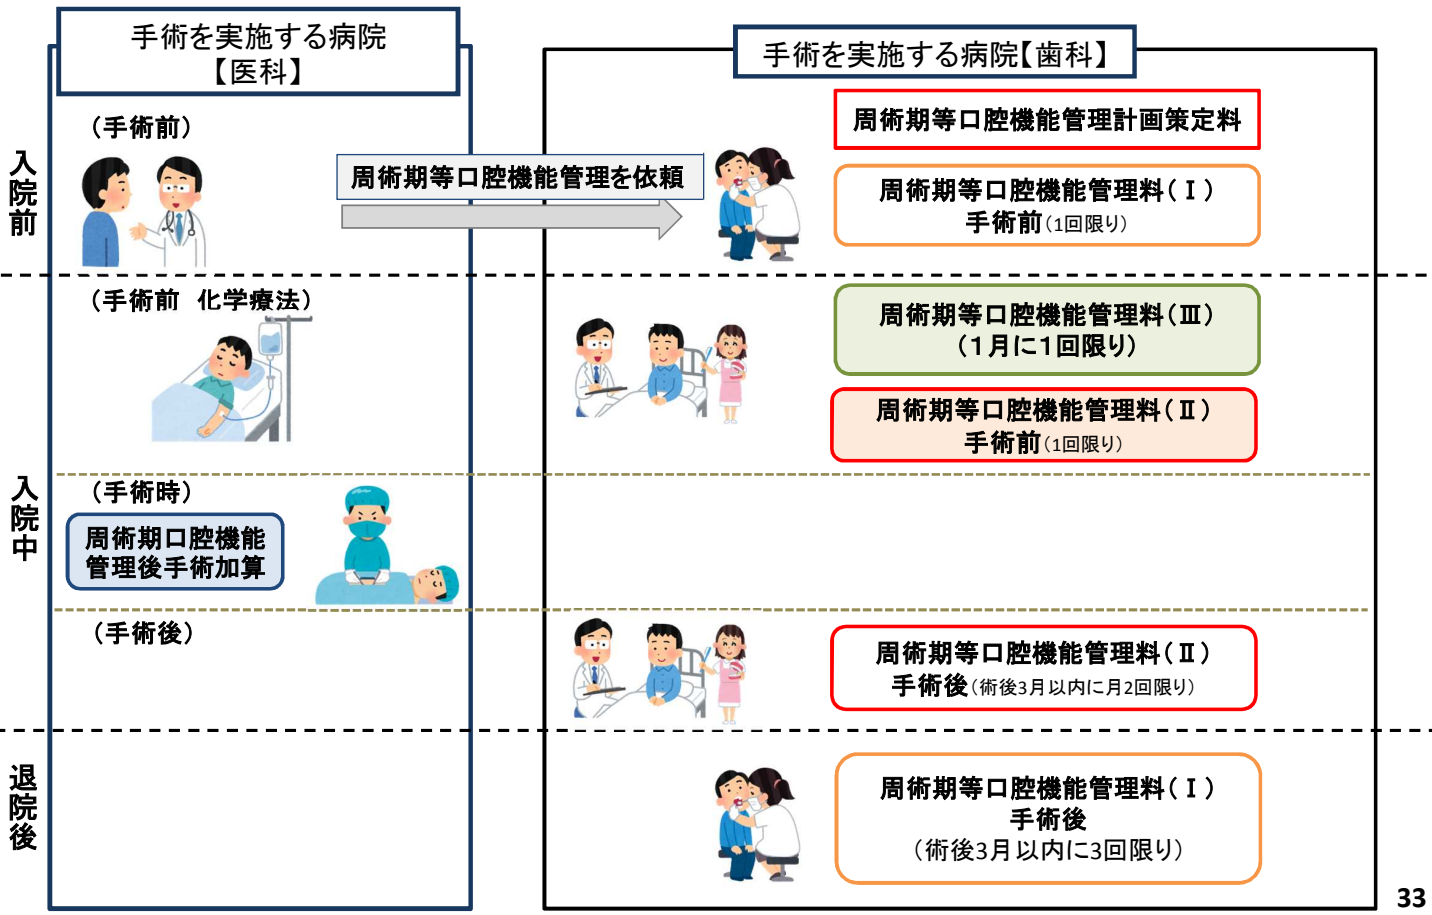 手術を実施する病院
【医科】
手術を実施する病院【歯科】
入院前
（手術前）
周術期等口腔機能管理を依頼
周術期等口腔機能管理計画策定料
周術期等口腔機能管理料（Ⅰ）
手術前（1回限り）
入院中
（手術前　化学療法）
周術期等口腔機能管理料（Ⅲ）
（１月に１回限り）
周術期等口腔機能管理料（Ⅱ）
手術前（1回限り）
（手術時）
周術期口腔機能
管理後手術加算
（手術後）
周術期等口腔機能管理料（Ⅱ）
手術後（術後3月以内に月2回限り）
退院後
周術期等口腔機能管理料（Ⅰ）
手術後
（術後3月以内に3回限り）
33